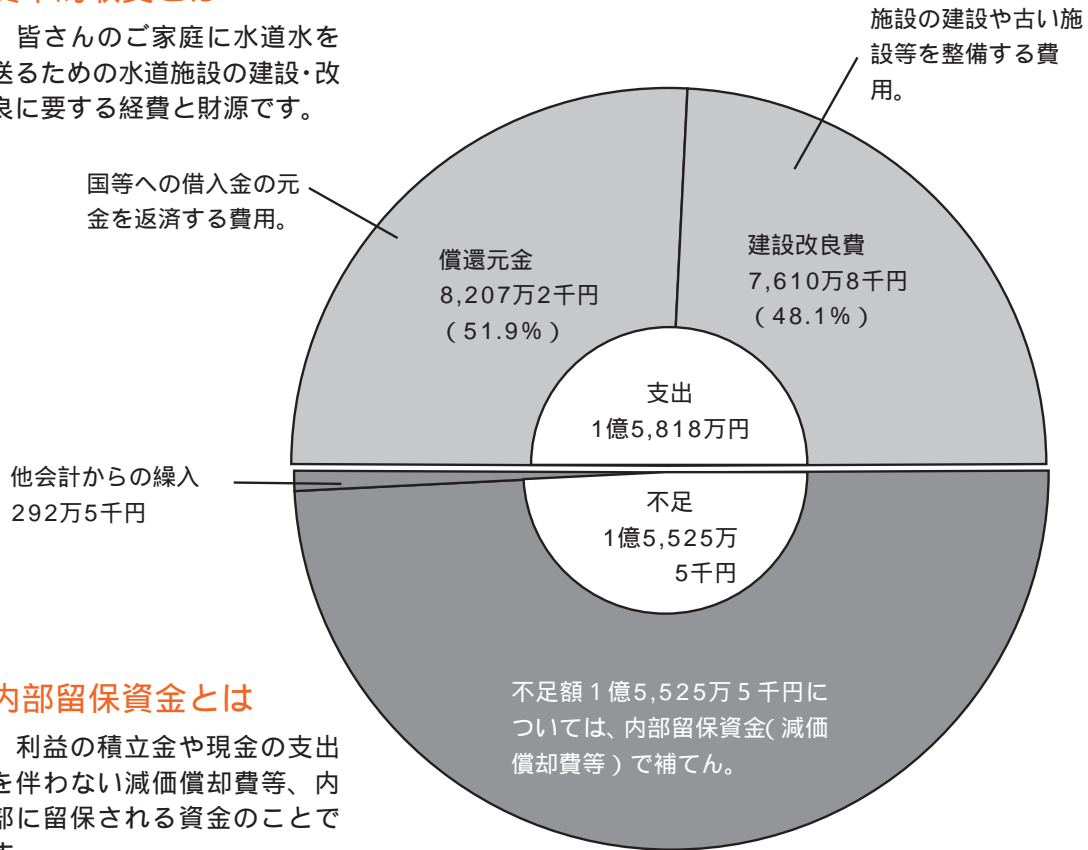 皆さんのご家庭に水道水を
送るための水道施設の建設・改
良に要する経費と財源です。
施設の建設や古い施
設等を整備する費
用。
国等への借入金の元
金を返済する費用。
償還元金
8,207万2千円
（51.9％）
建設改良費
7,610万8千円
（48.1％）
支出
1億5,818万円
他会計からの繰入
292万5千円
不足
1億5,525万
5千円
不足額１億5,525万５千円に
ついては、内部留保資金（減価
償却費等）で補てん。
内部留保資金とは
利益の積立金や現金の支出
を伴わない減価償却費等、内
部に留保される資金のことで